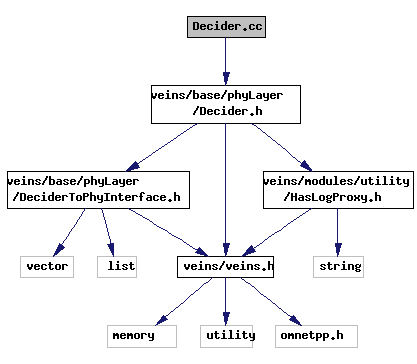 Decider.cc
veins/base/phyLayer
/Decider.h
veins/base/phyLayer
/DeciderToPhyInterface.h
veins/modules/utility
/HasLogProxy.h
vector
list
veins/veins.h
string
memory
utility
omnetpp.h